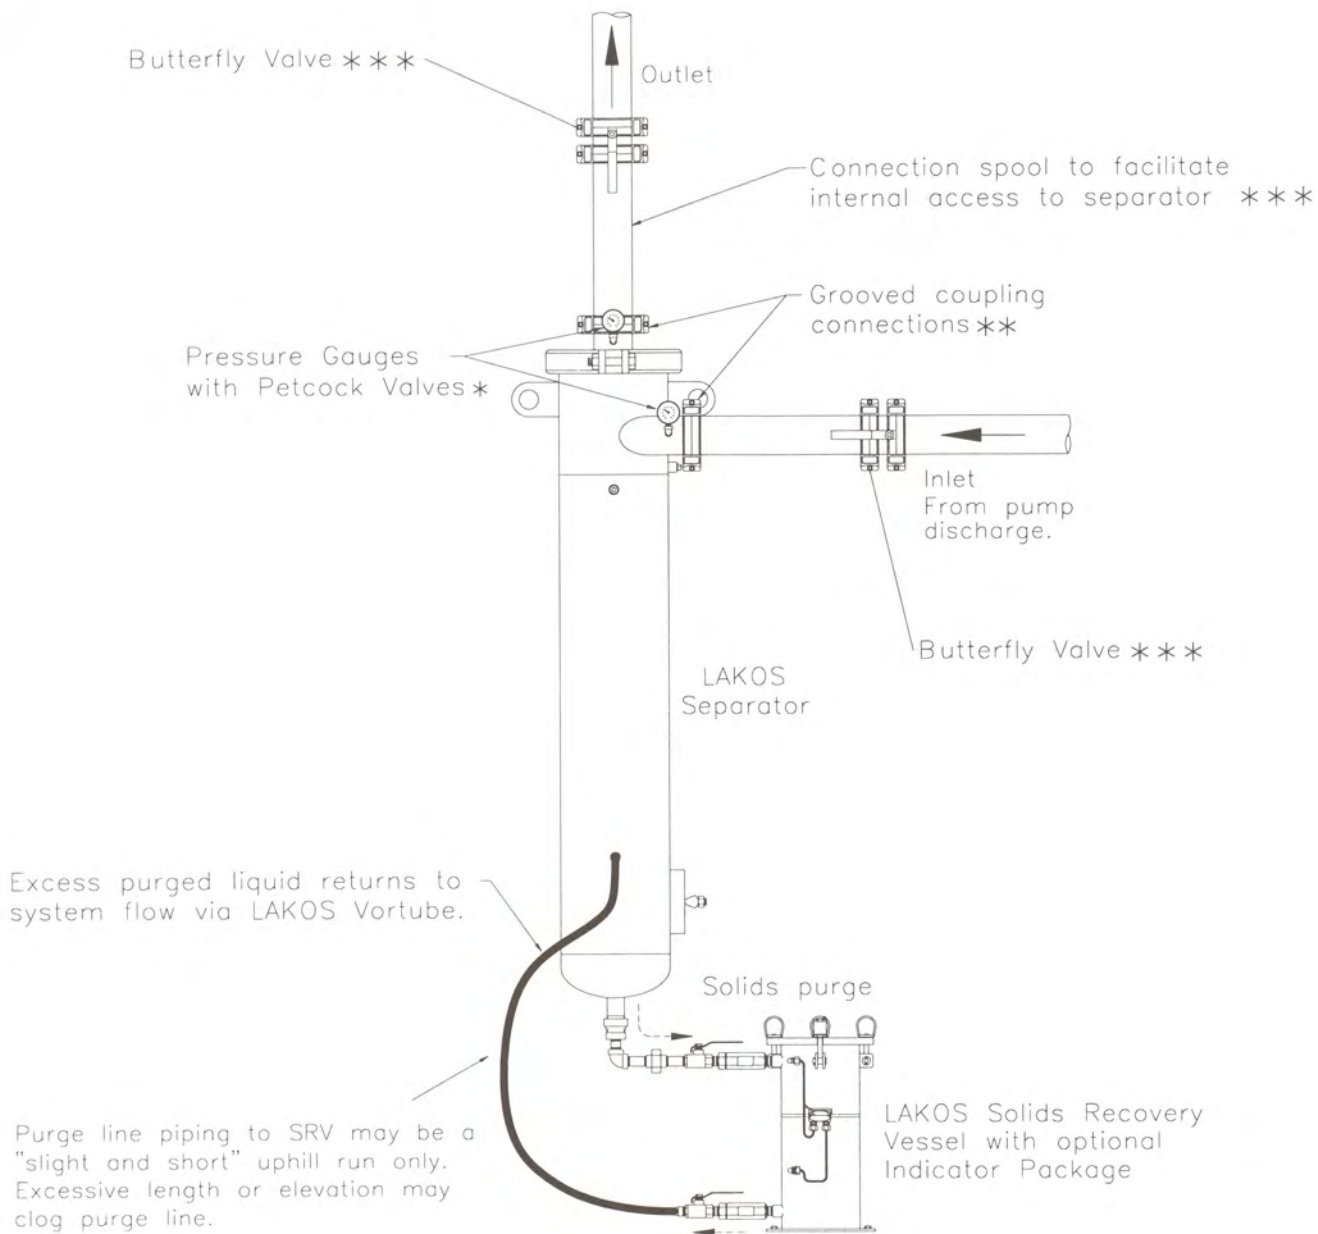 Butterfly Valve ***
Outlet
Connection spool to facilitate
internal access to separator ***
Grooved coupling
connections **
Pressure Gauges
with Petcock Valves *
Inlet
From pump
discharge.
Butterfly Valve ***
LAKOS
Separator
Excess purged liquid returns to
system flow via LAKOS Vortube.
Solids purge
Purge line piping to SRV may be a
"slight and short" uphill run only.
Excessive length or elevation may
clog purge line.
LAKOS Solids Recovery
Vessel with optional
Indicator Package